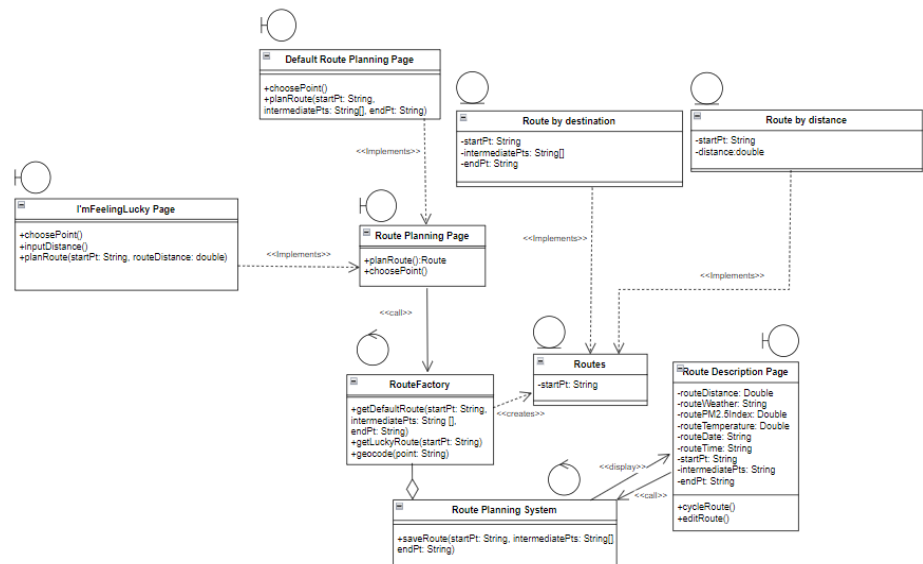 Default Route Planning Page
+choosePoint()
+planRoute(startPt: String,
intermediatePts: String[], endPt: String)
Route by destination
-startPt: String
-intermediatePts: String[]
-endPt: String
Route by distance
-startPt: String
-distance:double
<<Implements>>
I'mFeelingLucky Page
+choosePoint()
+inputDistance()
+planRoute(startPt: String, routeDistance: double)
<<Implements>>
Route Planning Page
+planRoute():Route
+choosePoint()
<<Implements>>
<<Implements>>
<<call>>
RouteFactory
+getDefaultRoute(startPt: String,
intermediatePts: String [],
endPt: String)
+getLuckyRoute(startPt: String)
+geocode(point: String)
<<creates>>
Routes
-startPt: String
Route Description Page
-routeDistance: Double
-routeWeather: String
-routePM2.5Index: Double
-routeTemperature: Double
-routeDate: String
-routeTime: String
-startPt: String
-intermediatePts: String
-endPt: String
+cycleRoute()
+editRoute()
<<display>>
<<call>>
Route Planning System
+saveRoute(startPt: String, intermediatePts: String[]
endPt: String)